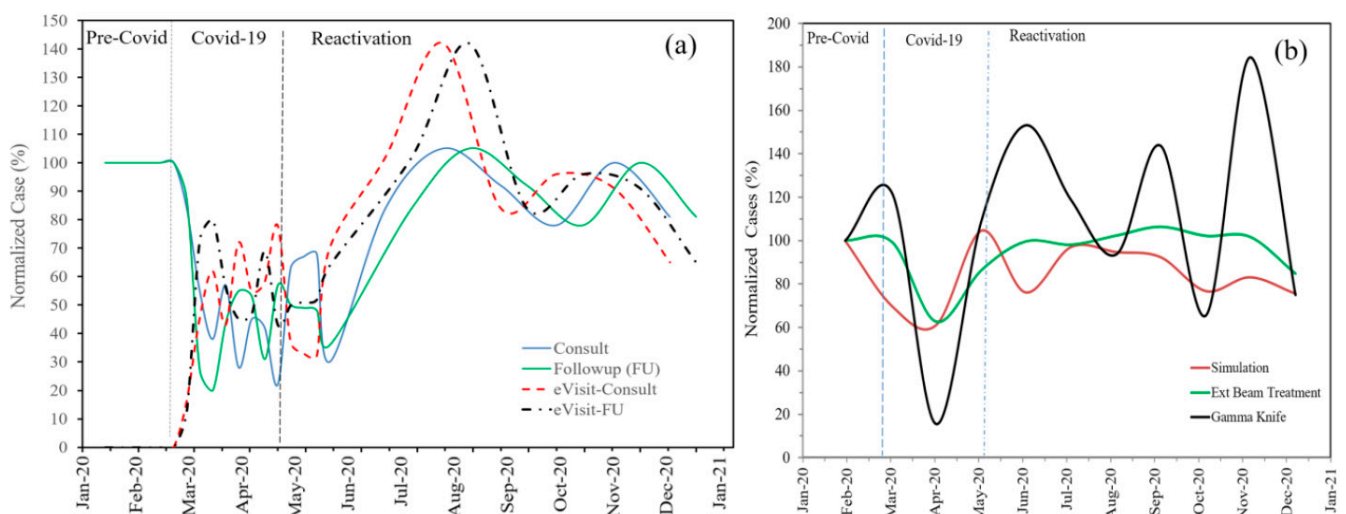 Pre-Covid Covid-19 Reactivation (a)
Normalized Case (%)
150
140
130
120
110
100
90
80
70
60
50
40
30
20
10
0
Consult
Followup (FU)
eVisit-Consult
eVisit-FU
Jan-20 Feb-20 Mar-20 Apr-20 May-20 Jun-20 Jul-20 Aug-20 Sep-20 Oct-20 Nov-20 Dec-20 Jan-21
Pre-Covid Covid-19 Reactivation (b)
Normalized Cases (%)
200
180
160
140
120
100
80
60
40
20
0
Simulation
Ext Beam Treatment
Gamma Knife
Jan-20 Feb-20 Mar-20 Apr-20 May-20 Jun-20 Jul-20 Aug-20 Sep-20 Oct-20 Nov-20 Dec-20 Jan-21